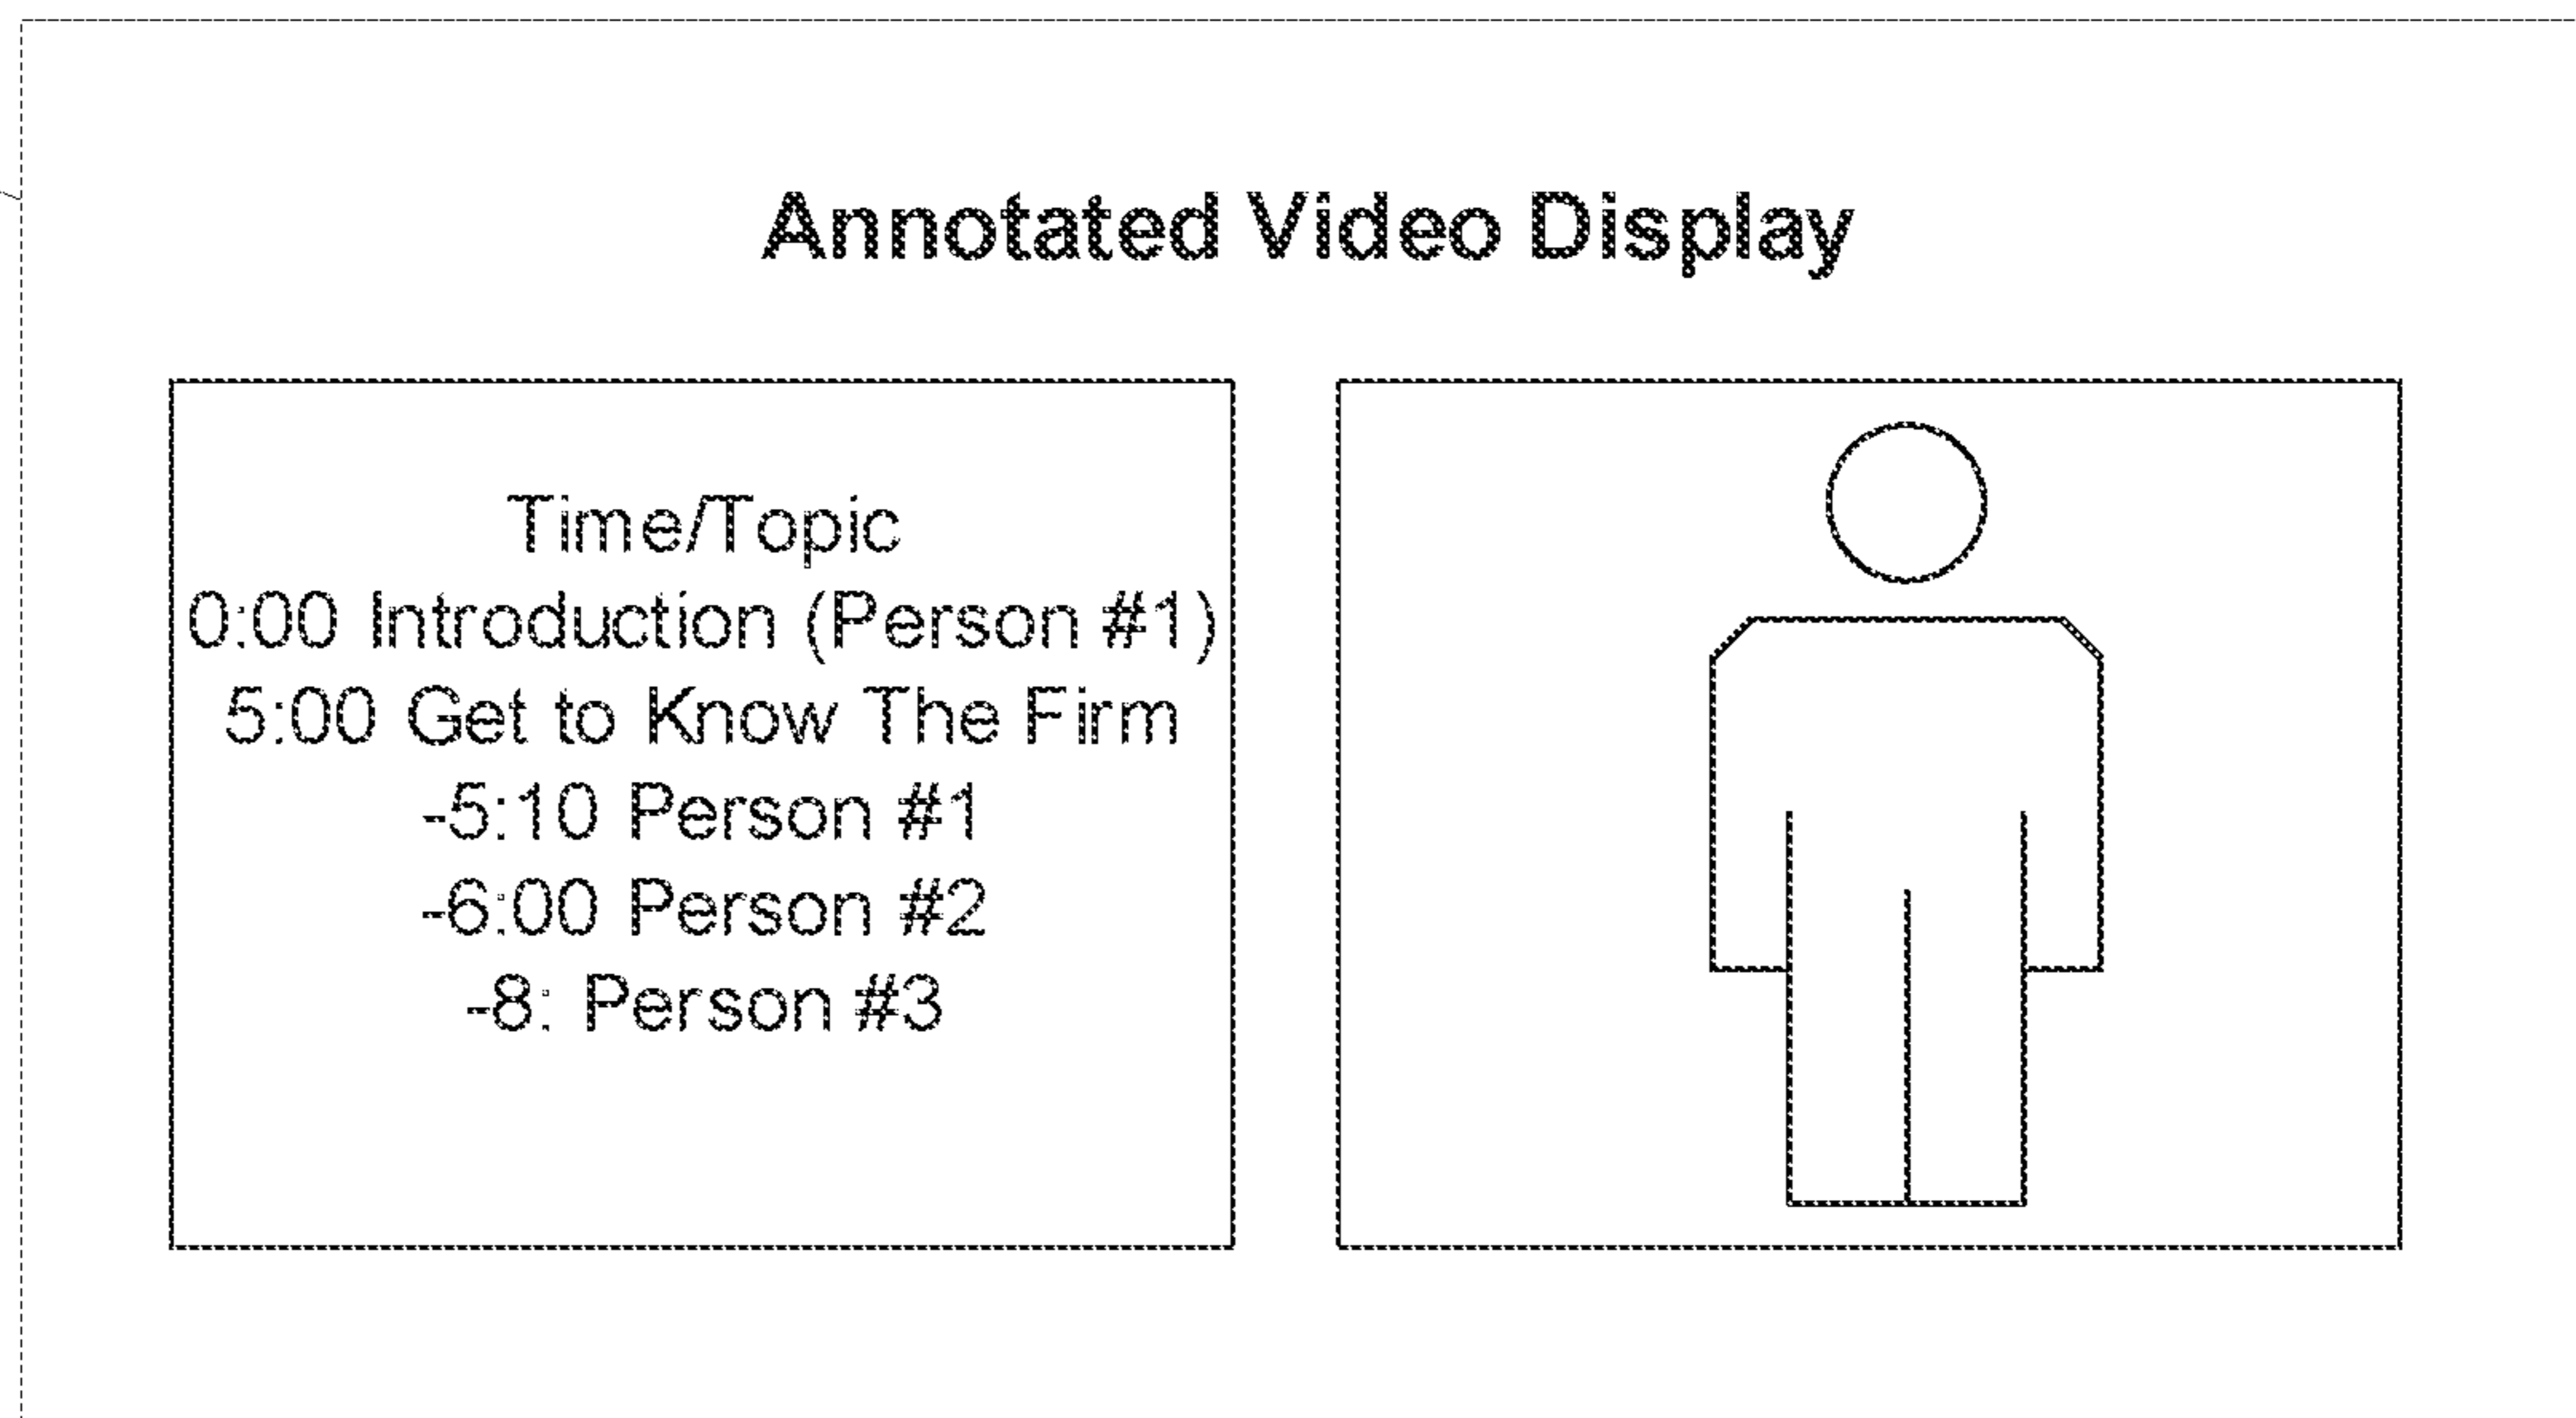 Annotated Video Display
Time/Topic
0:00 Introduction (Person #1)
5:00 Get to Know The Firm
-5:10 Person #1
-6:00 Person #2
-8: Person #3